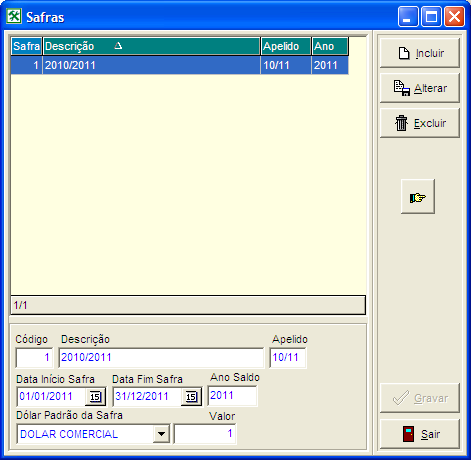 Safras
Safra Descrição Apelido Ano
1 2010/2011 10/11 2011
1/1
Incluir
Alterar
Excluir
Código Descrição Apelido
1 2010/2011 10/11
Data Início Safra Data Fim Safra Ano Saldo
01/01/2011 15 31/12/2011 15 2011
Dólar Padrão da Safra Valor
DOLAR COMERCIAL 1
Gravar
Sair